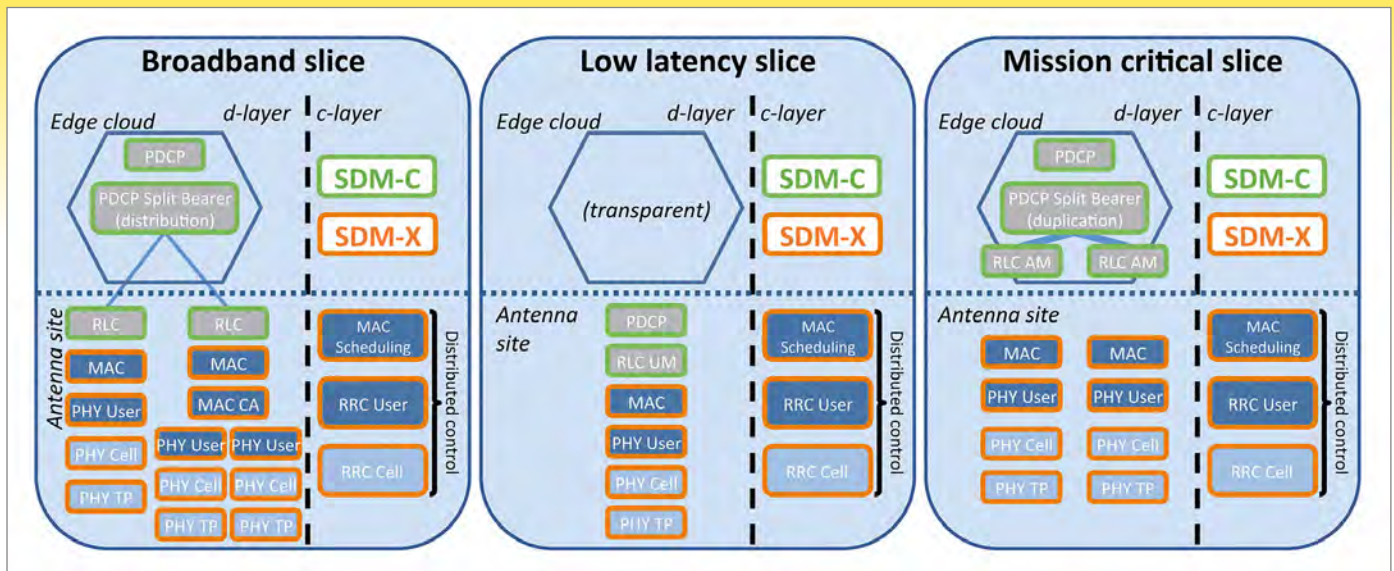 Broadband slice
Edge cloud
d-layer
c-layer
PDCP
PDCP Split Bearer
(distribution)
SDM-C
SDM-X
Antenna site
RLC
RLC
MAC
MAC
PHY User
MAC CA
PHY Cell
PHY User
PHY User
PHY TP
PHY Cell
PHY Cell
PHY TP
PHY TP
MAC
Scheduling
RRC User
RRC Cell
Distributed control
Low latency slice
Edge cloud
d-layer
c-layer
(transparent)
SDM-C
SDM-X
Antenna
site
PDCP
RLC UM
MAC
PHY User
PHY Cell
PHY TP
MAC
Scheduling
RRC User
RRC Cell
Distributed control
Mission critical slice
Edge cloud
d-layer
c-layer
PDCP
PDCP Split Bearer
(duplication)
RLC AM
RLC AM
SDM-C
SDM-X
Antenna site
MAC
MAC
PHY User
PHY User
PHY Cell
PHY Cell
PHY TP
PHY TP
MAC
Scheduling
RRC User
RRC Cell
Distributed control